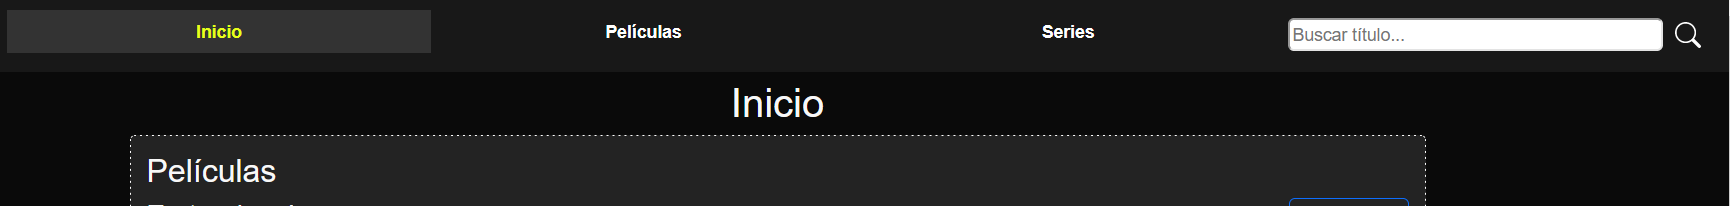 Inicio Películas Series Buscar título...
Inicio
Películas